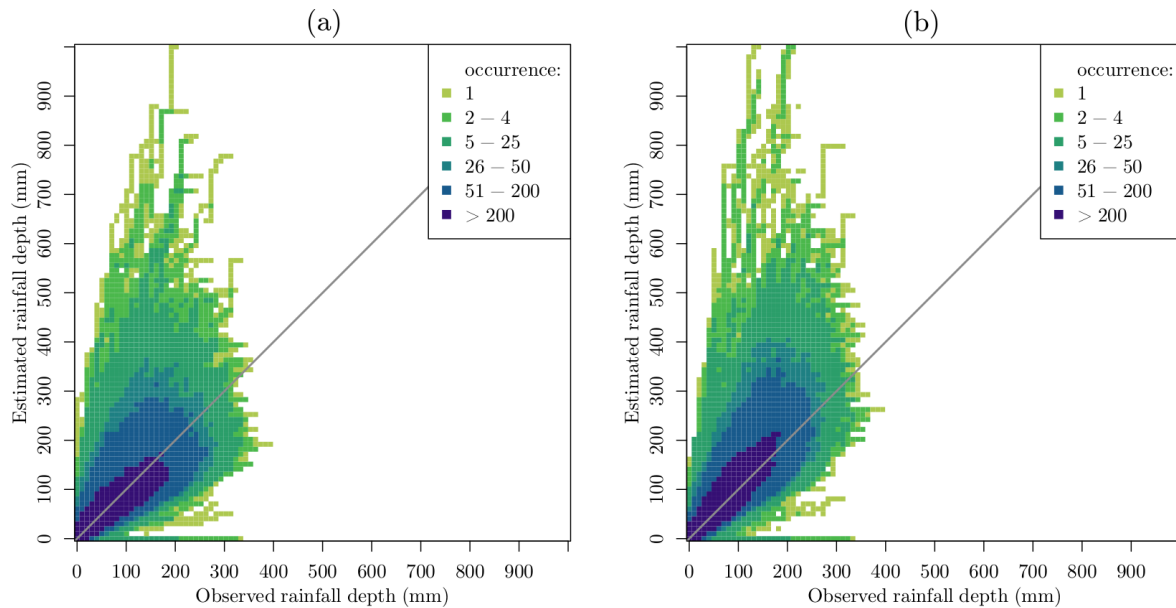 (a)
occurrence:
1
2 – 4
5 – 25
26 – 50
51 – 200
> 200
Estimated rainfall depth (mm)
0 100 200 300 400 500 600 700 800 900
0 100 200 300 400 500 600 700 800 900
Observed rainfall depth (mm)
(b)
occurrence:
1
2 – 4
5 – 25
26 – 50
51 – 200
> 200
Estimated rainfall depth (mm)
0 100 200 300 400 500 600 700 800 900
0 100 200 300 400 500 600 700 800 900
Observed rainfall depth (mm)